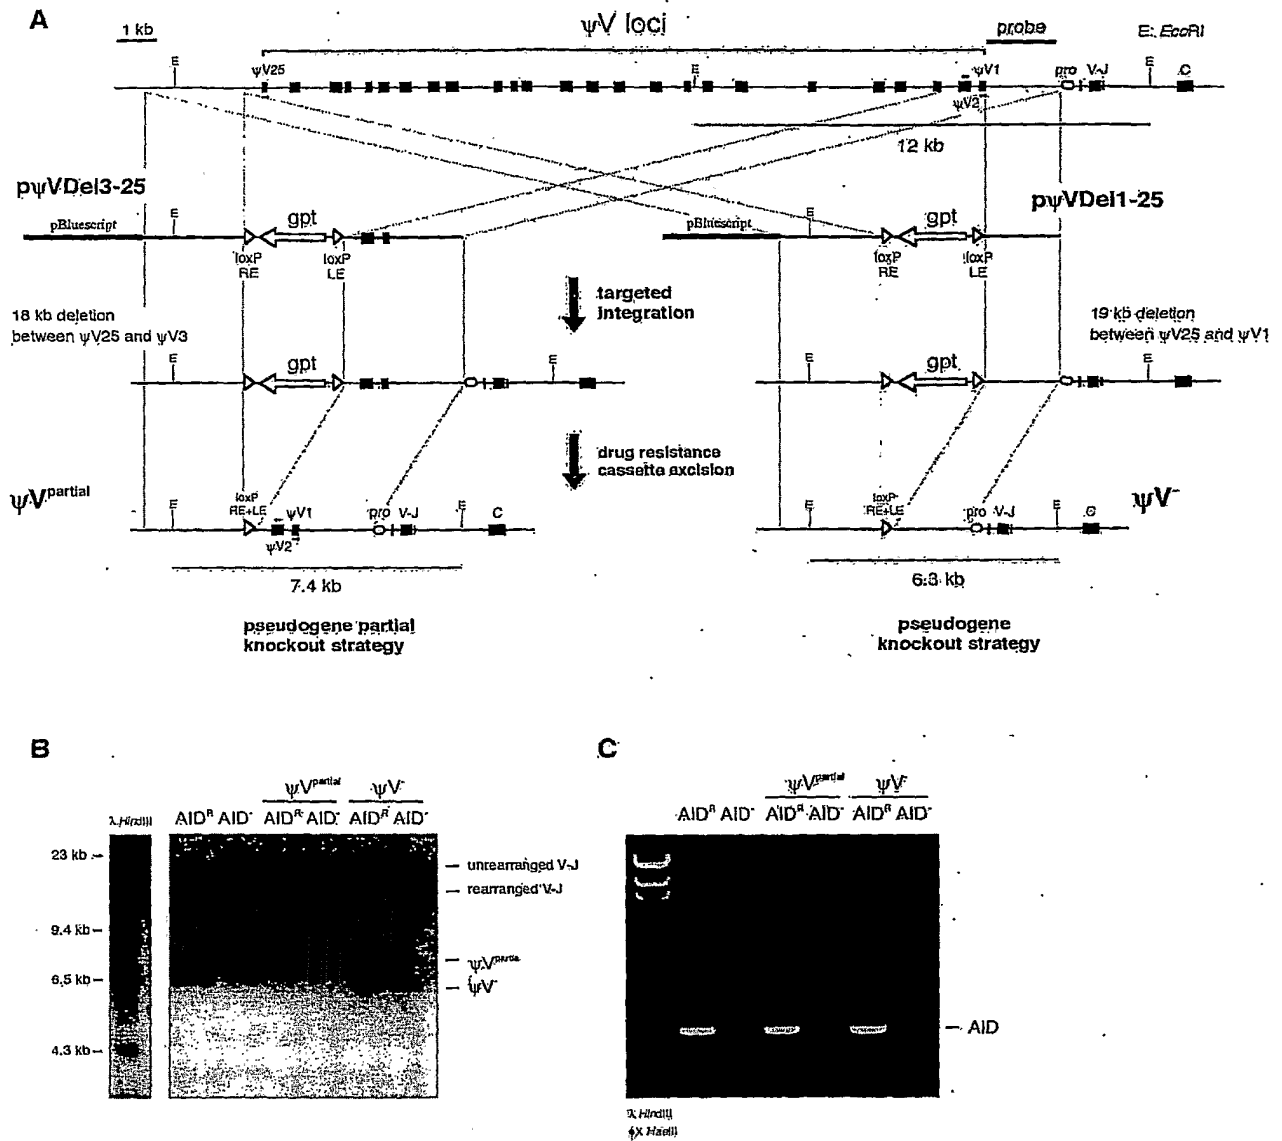 A
1 kb
ψV loci
probe
E: EcoRI
E
ψV25
E
ψV1
pro
V-J
E
C
ψV2
12 kb
pψVDel3-25
pψVDel1-25
pBluescript
E
gpt
pBluescript
E
gpt
loxP
RE
loxP
LE
loxP
RE
loxP
LE
targeted
integration
18 kb deletion
between ψV25 and ψV3
19 kb deletion
between ψV25 and ψV1
E
gpt
E
E
gpt
E
drug resistance
cassette excision
ψVpartial
ψV-
E
loxP
RE+LE
ψV1
pro
V-J
E
C
ψV2
E
loxP
RE+LE
pro
V-J
E
C
7.4 kb
6.3 kb
pseudogene partial
knockout strategy
pseudogene
knockout strategy
B
ψVpartial
ψV-
λ HindIII
AIDR AID-
AIDR AID-
AIDR AID-
23 kb
9.4 kb
6,5 kb
4.3 kb
unrearranged V-J
rearranged V-J
ψVpartial
ψV-
C
ψVpartial
ψV-
AIDR AID-
AIDR AID-
AIDR AID-
AID
λ HindIII
φX HaeIII